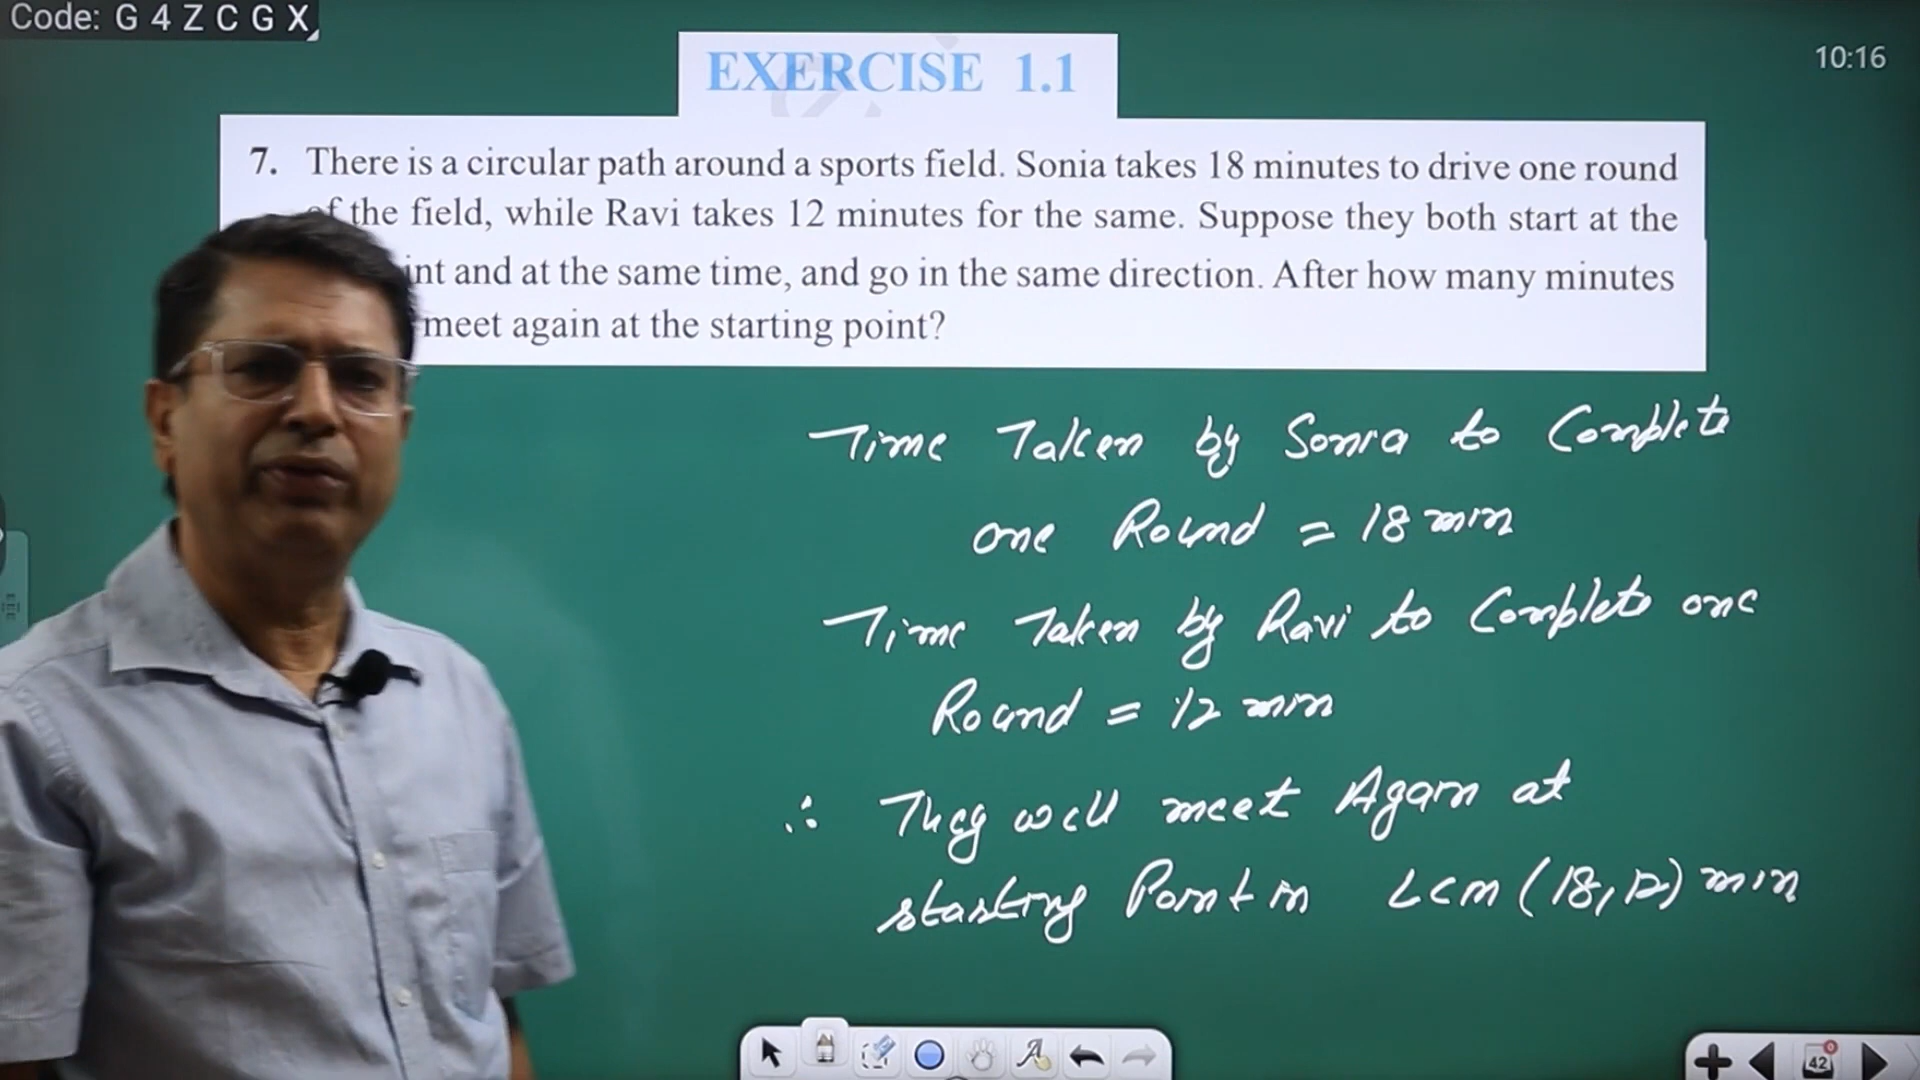 Code: G 4 Z C G X
10:16
EXERCISE 1.1
7. There is a circular path around a sports field. Sonia takes 18 minutes to drive one round
of the field, while Ravi takes 12 minutes for the same. Suppose they both start at the
int and at the same time, and go in the same direction. After how many minutes
meet again at the starting point?
Time Taken by Sonia to Complete
one Round = 18 min
Time Taken by Ravi to Complete one
Round = 12 min
∴ They will meet Again at
starting Point in LCM (18, 12) min
42